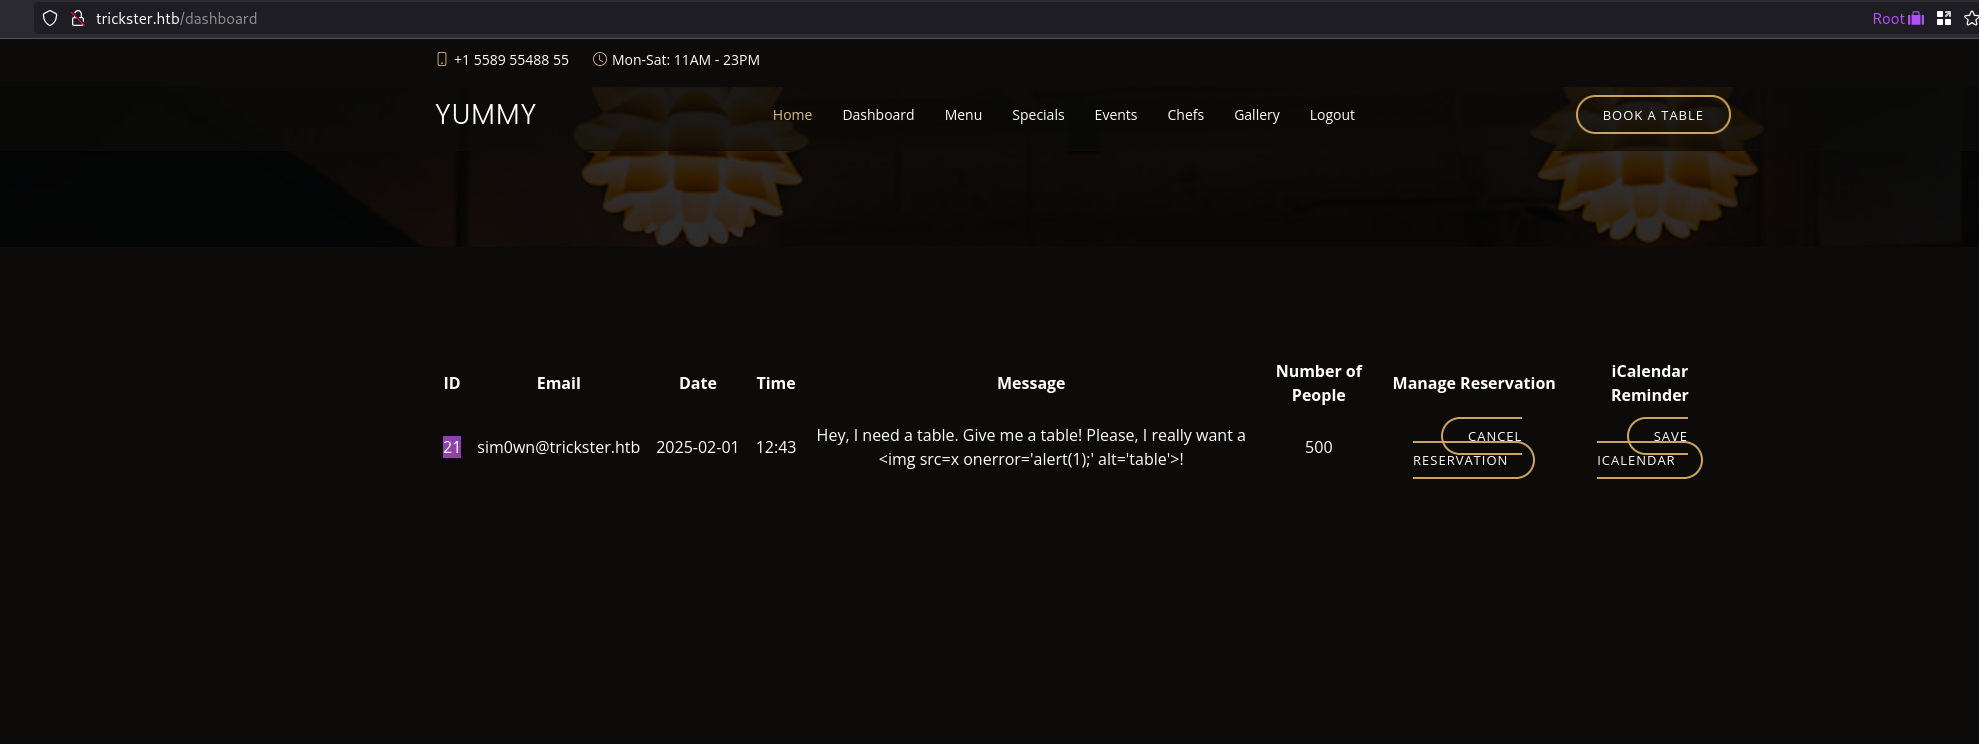 trickster.htb/dashboard
Root
+1 5589 55488 55 Mon-Sat: 11AM - 23PM
YUMMY Home Dashboard Menu Specials Events Chefs Gallery Logout BOOK A TABLE
ID Email Date Time Message Number of People Manage Reservation iCalendar Reminder
21 sim0wn@trickster.htb 2025-02-01 12:43 Hey, I need a table. Give me a table! Please, I really want a
<img src=x onerror='alert(1);' alt='table'>!
500
CANCEL
RESERVATION
SAVE
ICALENDAR